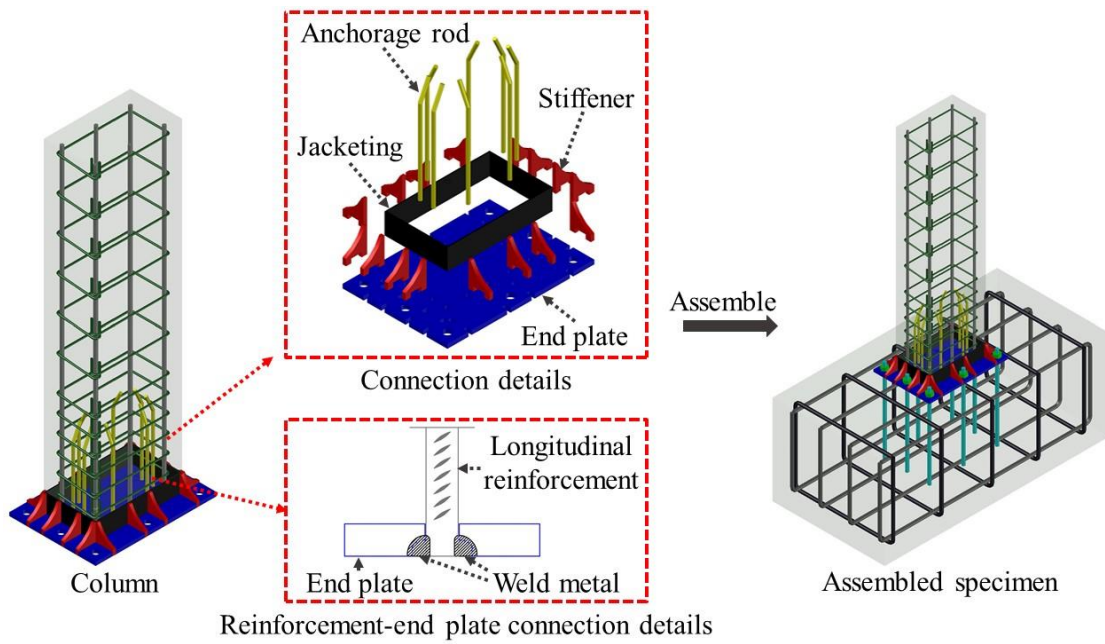 Anchorage rod
Stiffener
Jacketing
End plate
Connection details
Assemble
Longitudinal
reinforcement
End plate
Weld metal
Column
Reinforcement-end plate connection details
Assembled specimen